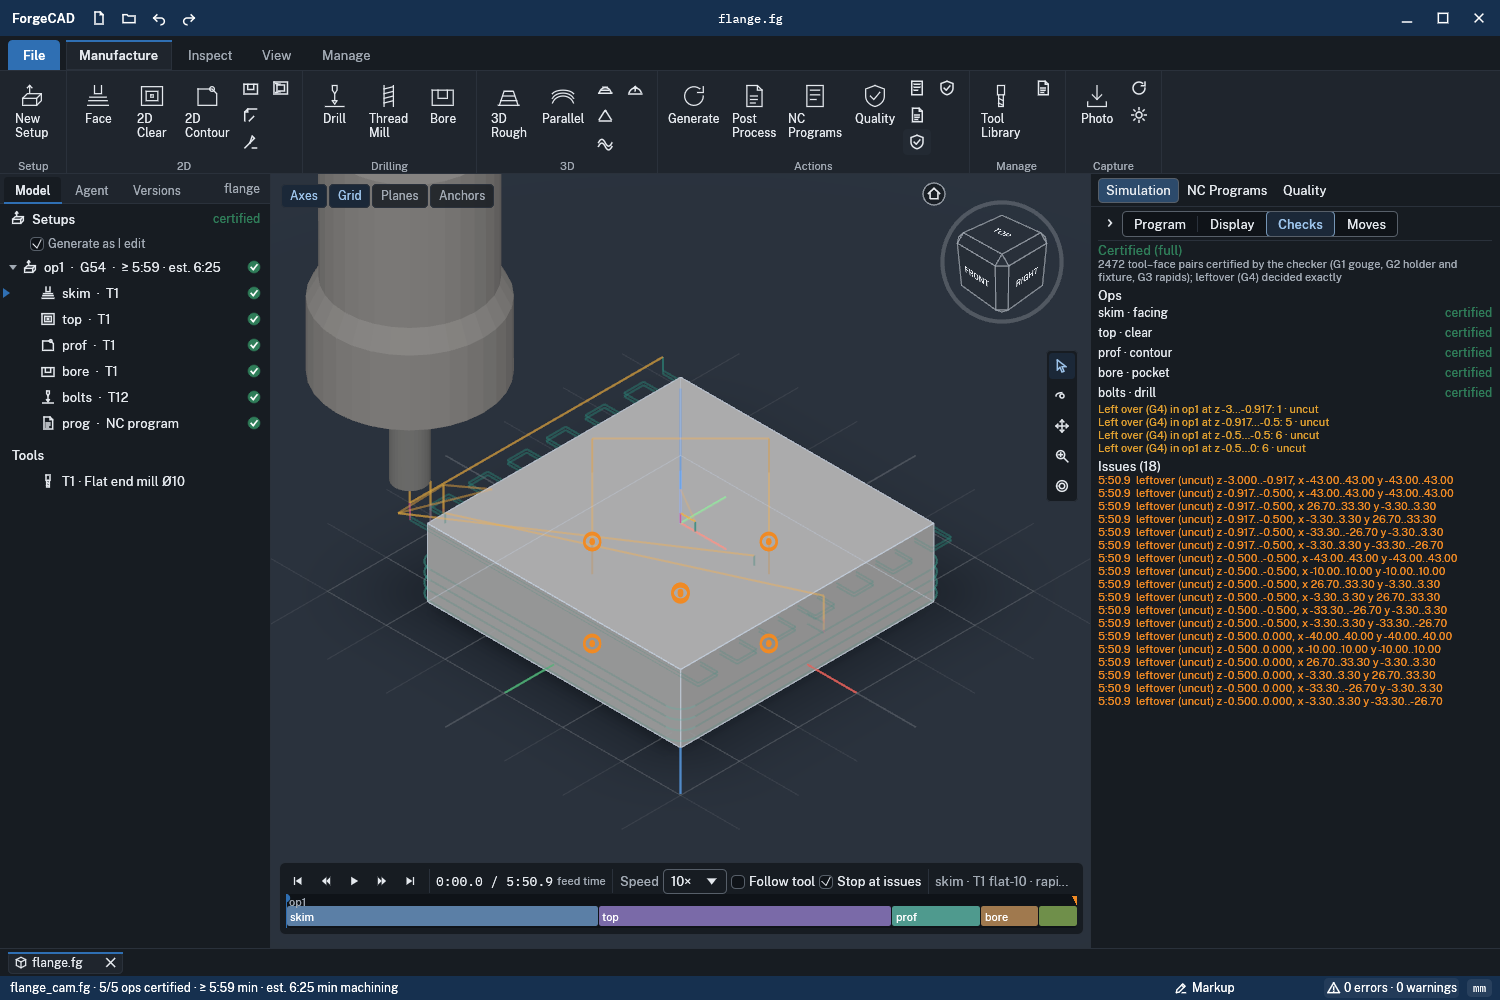 ForgeCAD
flange.fg
File
Manufacture
Inspect
View
Manage
New Setup
Setup
Face
2D Clear
2D Contour
2D
Drill
Thread Mill
Bore
Drilling
3D Rough
Parallel
3D
Generate
Post Process
NC Programs
Quality
Actions
Tool Library
Manage
Photo
Capture
Model
Agent
Versions
flange
Setups
certified
Generate as I edit
op1 · G54 · ≥ 5:59 · est. 6:25
skim · T1
top · T1
prof · T1
bore · T1
bolts · T12
prog · NC program
Tools
T1 · Flat end mill Ø10
Axes
Grid
Planes
Anchors
TOP
FRONT
RIGHT
0:00.0 / 5:50.9 feed time
Speed
10×
Follow tool
Stop at issues
skim · T1 flat-10 · rapi...
op1
skim
top
prof
bore
Simulation
NC Programs
Quality
Program
Display
Checks
Moves
Certified (full)
2472 tool-face pairs certified by the checker (G1 gouge, G2 holder and
fixture, G3 rapids); leftover (G4) decided exactly
Ops
skim · facing certified
top · clear certified
prof · contour certified
bore · pocket certified
bolts · drill certified
Left over (G4) in op1 at z -3...-0.917: 1 · uncut
Left over (G4) in op1 at z -0.917...-0.5: 5 · uncut
Left over (G4) in op1 at z -0.5...-0.5: 6 · uncut
Left over (G4) in op1 at z -0.5...0: 6 · uncut
Issues (18)
5:50.9 leftover (uncut) z -3.000..-0.917, x -43.00..43.00 y -43.00..43.00
5:50.9 leftover (uncut) z -0.917..-0.500, x -43.00..43.00 y -43.00..43.00
5:50.9 leftover (uncut) z -0.917..-0.500, x 26.70..33.30 y -3.30..3.30
5:50.9 leftover (uncut) z -0.917..-0.500, x -3.30..3.30 y 26.70..33.30
5:50.9 leftover (uncut) z -0.917..-0.500, x -33.30..-26.70 y -3.30..3.30
5:50.9 leftover (uncut) z -0.917..-0.500, x -3.30..3.30 y -33.30..-26.70
5:50.9 leftover (uncut) z -0.500..-0.500, x -43.00..43.00 y -43.00..43.00
5:50.9 leftover (uncut) z -0.500..-0.500, x -10.00..10.00 y -10.00..10.00
5:50.9 leftover (uncut) z -0.500..-0.500, x 26.70..33.30 y -3.30..3.30
5:50.9 leftover (uncut) z -0.500..-0.500, x -3.30..3.30 y 26.70..33.30
5:50.9 leftover (uncut) z -0.500..-0.500, x -33.30..-26.70 y -3.30..3.30
5:50.9 leftover (uncut) z -0.500..-0.500, x -3.30..3.30 y -33.30..-26.70
5:50.9 leftover (uncut) z -0.500..0.000, x -40.00..40.00 y -40.00..40.00
5:50.9 leftover (uncut) z -0.500..0.000, x -10.00..10.00 y -10.00..10.00
5:50.9 leftover (uncut) z -0.500..0.000, x 26.70..33.30 y -3.30..3.30
5:50.9 leftover (uncut) z -0.500..0.000, x -3.30..3.30 y 26.70..33.30
5:50.9 leftover (uncut) z -0.500..0.000, x -33.30..-26.70 y -3.30..3.30
5:50.9 leftover (uncut) z -0.500..0.000, x -3.30..3.30 y -33.30..-26.70
flange.fg
flange_cam.fg · 5/5 ops certified · ≥ 5:59 min · est. 6:25 min machining
Markup
0 errors · 0 warnings
mm